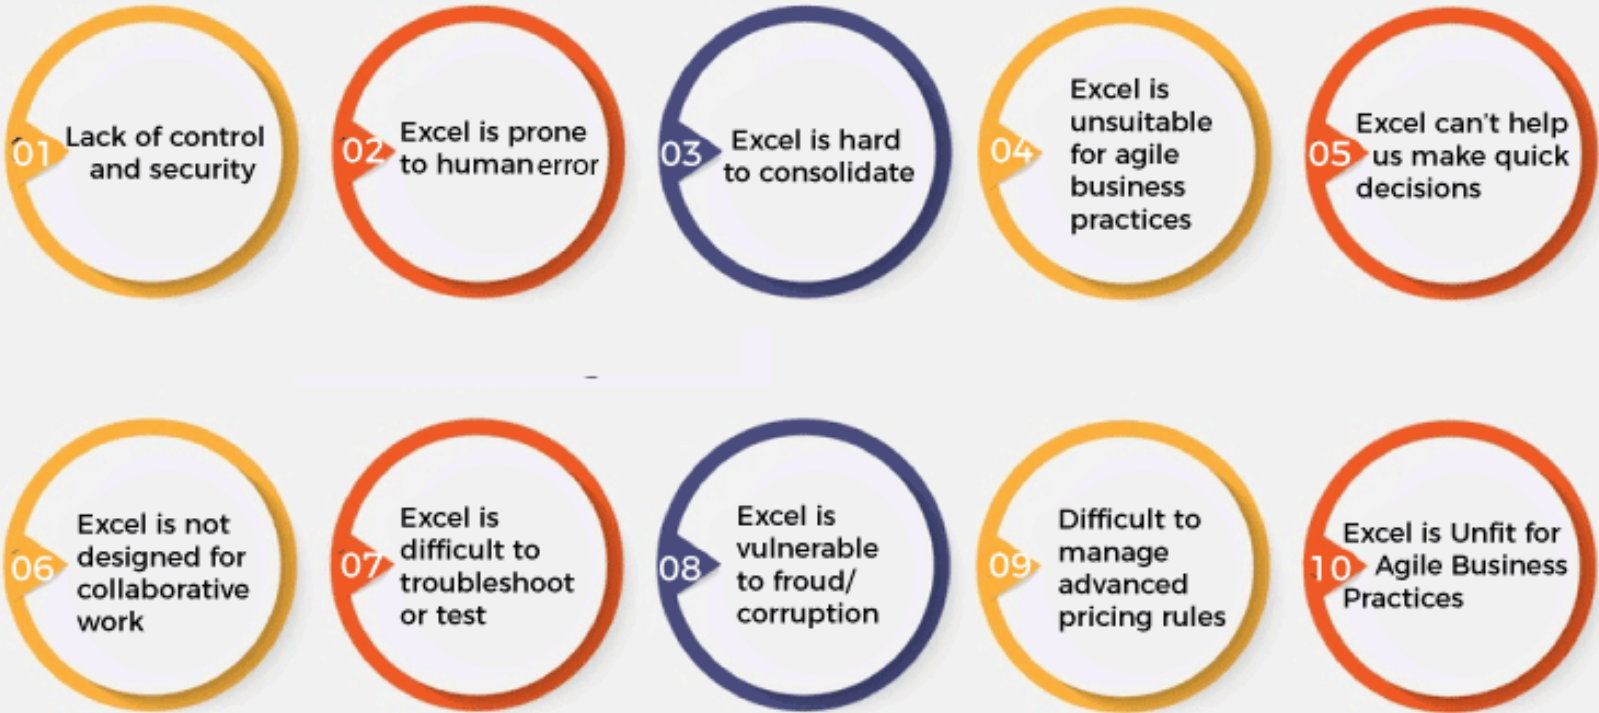 01
Lack of control
and security
02
Excel is prone
to human error
03
Excel is hard
to consolidate
04
Excel is
unsuitable
for agile
business
practices
05
Excel can't help
us make quick
decisions
06
Excel is not
designed for
collaborative
work
07
Excel is
difficult to
troubleshoot
or test
08
Excel is
vulnerable
to froud/
corruption
09
Difficult to
manage
advanced
pricing rules
10
Excel is Unfit for
Agile Business
Practices